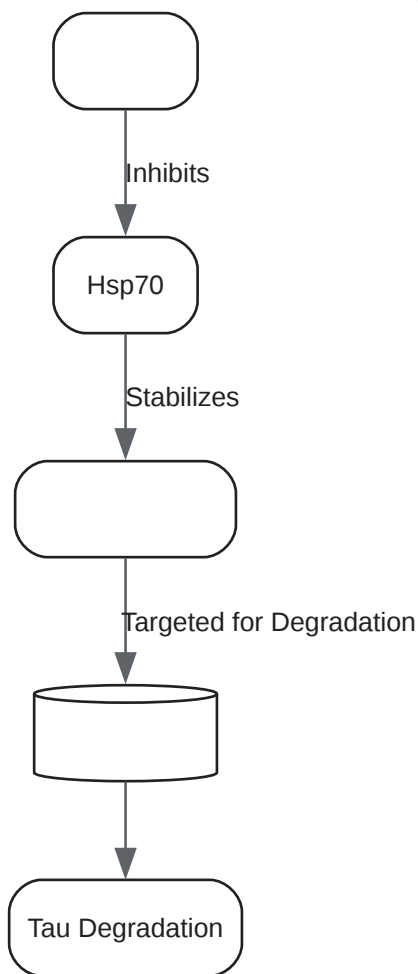 Inhibits
Hsp70
Stabilizes
Targeted for Degradation
Tau Degradation